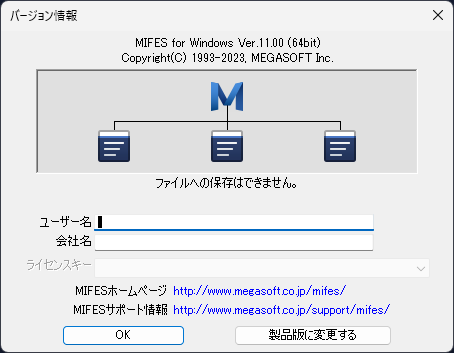 バージョン情報
MIFES for Windows Ver.11.00 (64bit)
Copyright(C) 1993-2023, MEGASOFT Inc.
ファイルへの保存はできません。
ユーザー名
会社名
ライセンスキー
MIFESホームページ http://www.megasoft.co.jp/mifes/
MIFESサポート情報 http://www.megasoft.co.jp/support/mifes/
OK 製品版に変更する